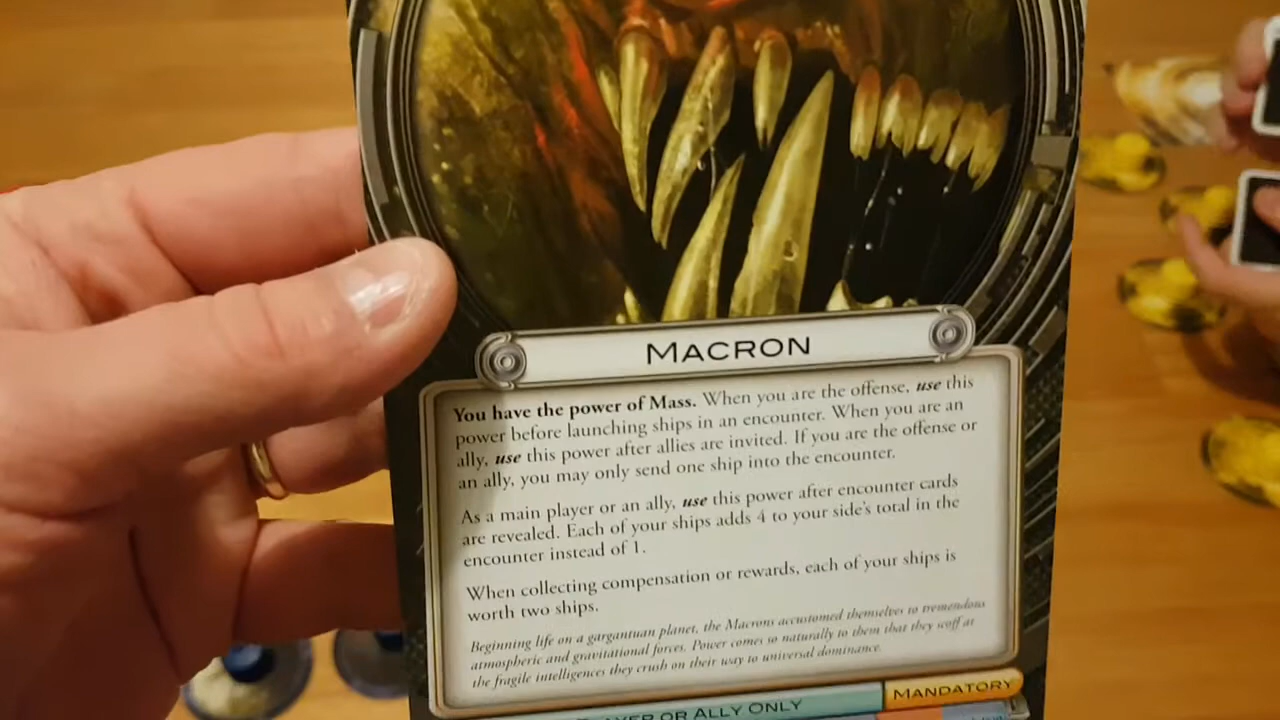 MACRON
You have the power of Mass. When you are the offense, use this
power before launching ships in an encounter. When you are an
ally, use this power after allies are invited. If you are the offense or
an ally, you may only send one ship into the encounter.
As a main player or an ally, use this power after encounter cards
are revealed. Each of your ships adds 4 to your side's total in the
encounter instead of 1.
When collecting compensation or rewards, each of your ships is
worth two ships.
Beginning life on a gargantuan planet, the Macrons accustomed themselves to tremendous
atmospheric and gravitational forces. Power comes so naturally to them that they scoff at
the fragile intelligences they crush on their way to universal dominance.
OR ALLY ONLY MANDATORY